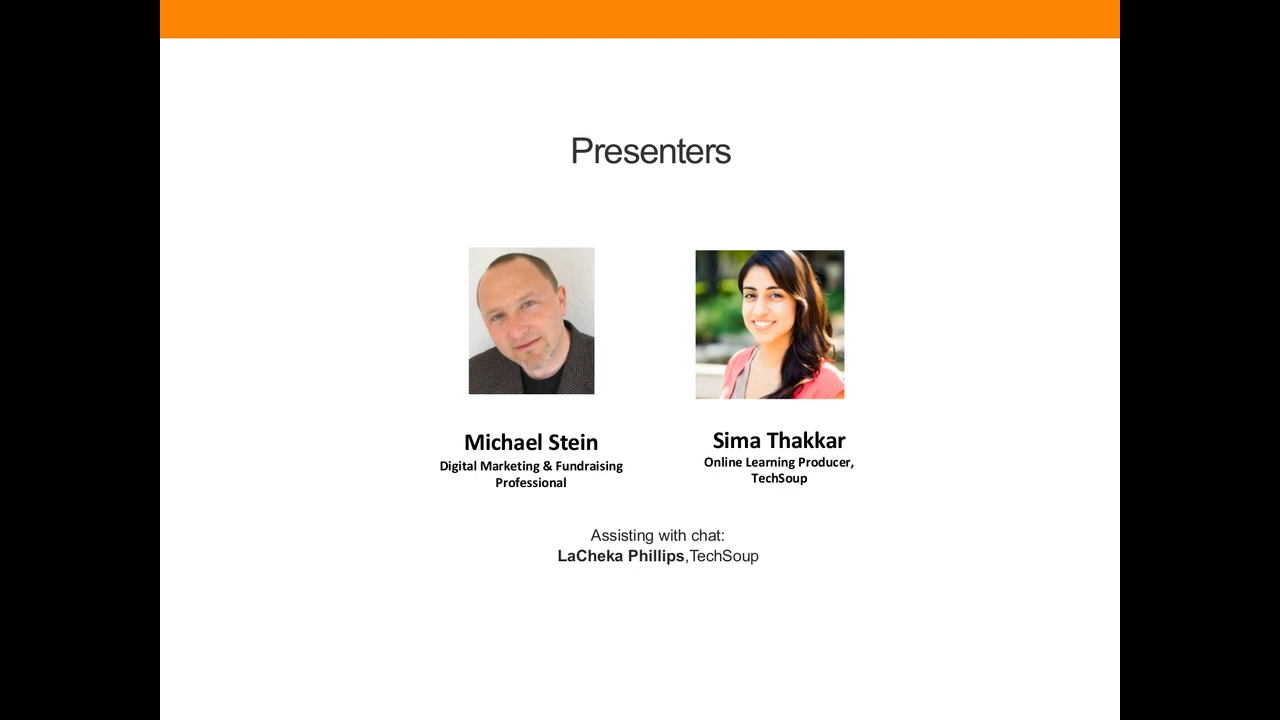 Presenters
Michael Stein
Digital Marketing & Fundraising
Professional
Sima Thakkar
Online Learning Producer,
TechSoup
Assisting with chat:
LaCheka Phillips,TechSoup